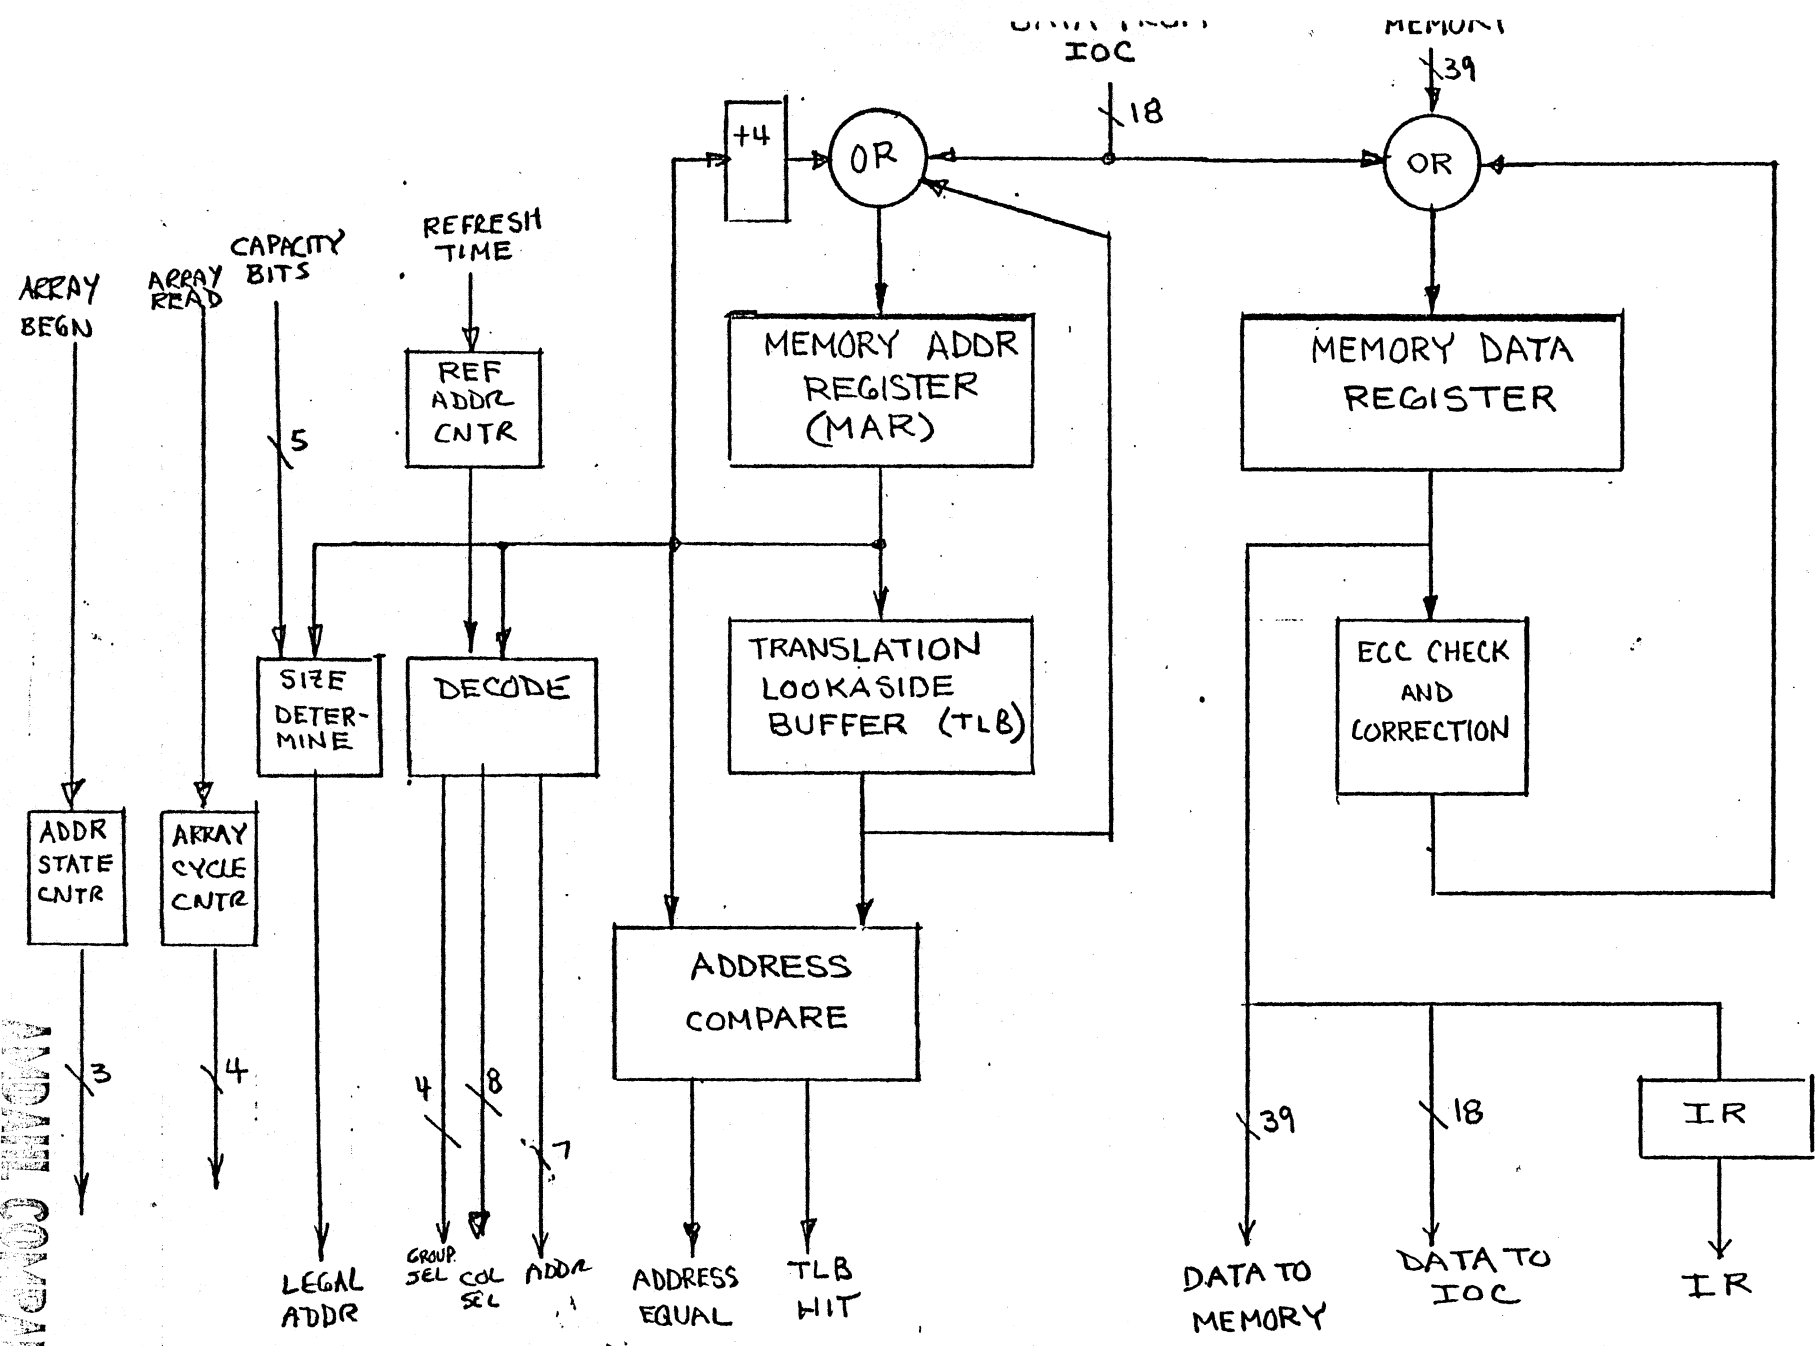 DATA FROM
IOC
MEMORY
39
18
+4
OR
OR
REFRESH
TIME
CAPACITY
BITS
ARRAY
READ
ARRAY
BEGN
5
REF
ADDR
CNTR
MEMORY ADDR
REGISTER
(MAR)
MEMORY DATA
REGISTER
SIZE
DETER-
MINE
DECODE
TRANSLATION
LOOKASIDE
BUFFER (TLB)
ECC CHECK
AND
CORRECTION
ADDR
STATE
CNTR
ARRAY
CYCLE
CNTR
ADDRESS
COMPARE
3
4
4
8
7
39
18
IR
LEGAL
ADDR
GROUP
SEL
COL
SEL
ADDR
ADDRESS
EQUAL
TLB
HIT
DATA TO
MEMORY
DATA TO
IOC
IR
AMDAHL